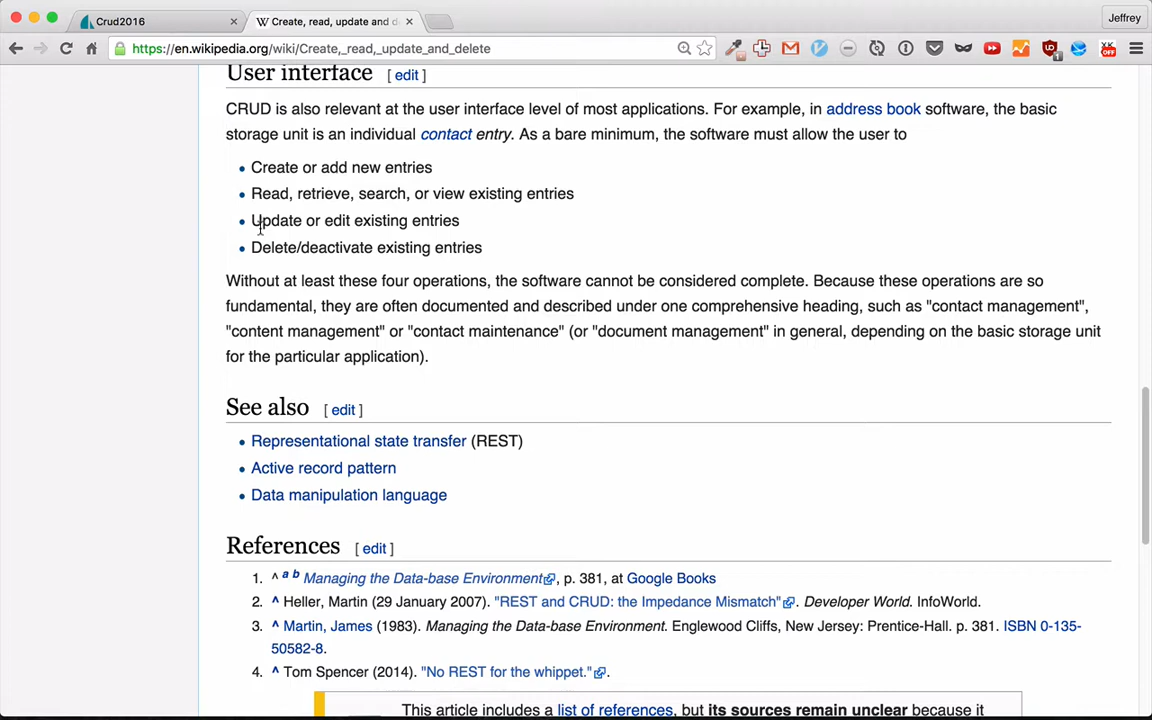 Crud2016
Create, read, update and d
Jeffrey
https://en.wikipedia.org/wiki/Create,_read,_update_and_delete
User interface [ edit ]
CRUD is also relevant at the user interface level of most applications. For example, in address book software, the basic
storage unit is an individual contact entry. As a bare minimum, the software must allow the user to
• Create or add new entries
• Read, retrieve, search, or view existing entries
• Update or edit existing entries
• Delete/deactivate existing entries
Without at least these four operations, the software cannot be considered complete. Because these operations are so
fundamental, they are often documented and described under one comprehensive heading, such as "contact management",
"content management" or "contact maintenance" (or "document management" in general, depending on the basic storage unit
for the particular application).
See also [ edit ]
• Representational state transfer (REST)
• Active record pattern
• Data manipulation language
References [ edit ]
1. ^ a b Managing the Data-base Environment, p. 381, at Google Books
2. ^ Heller, Martin (29 January 2007). "REST and CRUD: the Impedance Mismatch". Developer World. InfoWorld.
3. ^ Martin, James (1983). Managing the Data-base Environment. Englewood Cliffs, New Jersey: Prentice-Hall. p. 381. ISBN 0-135-
50582-8.
4. ^ Tom Spencer (2014). "No REST for the whippet.".
This article includes a list of references, but its sources remain unclear because it